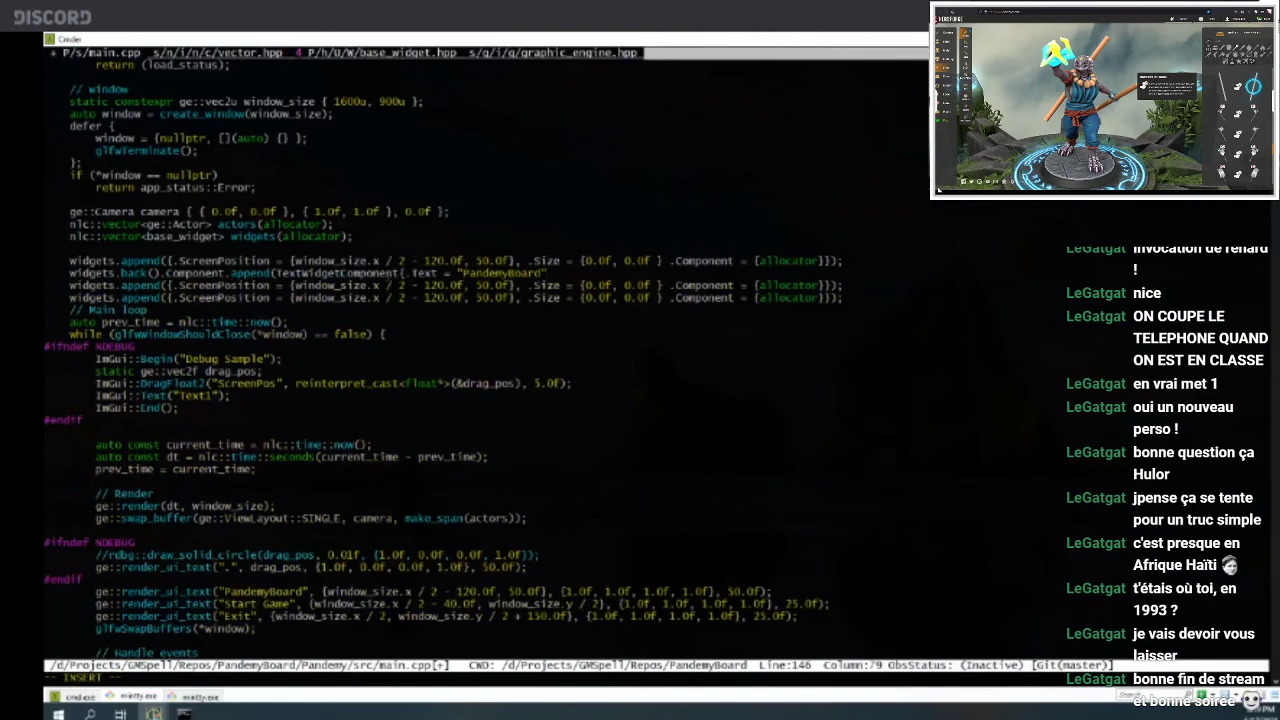 DISCORD
Cmder
+ P/s/main.cpp s/n/i/n/c/vector.hpp 4 P/h/U/W/base_widget.hpp s/g/i/g/graphic_engine.hpp
return (load_status);
// window
static constexpr ge::vec2u window_size { 1600u, 900u };
auto window = create_window(window_size);
defer {
window = {nullptr, [](auto) {} };
glfwTerminate();
};
if (*window == nullptr)
return app_status::Error;
ge::Camera camera { { 0.0f, 0.0f }, { 1.0f, 1.0f }, 0.0f };
nlc::vector<ge::Actor> actors(allocator);
nlc::vector<base_widget> widgets(allocator);
widgets.append({.ScreenPosition = {window_size.x / 2 - 120.0f, 50.0f}, .Size = {0.0f, 0.0f } .Component = {allocator}});
widgets.back().Component.append(TextWidgetComponent{.Text = "PandemyBoard"
widgets.append({.ScreenPosition = {window_size.x / 2 - 120.0f, 50.0f}, .Size = {0.0f, 0.0f } .Component = {allocator}});
widgets.append({.ScreenPosition = {window_size.x / 2 - 120.0f, 50.0f}, .Size = {0.0f, 0.0f } .Component = {allocator}});
// Main loop
auto prev_time = nlc::time::now();
while (glfwWindowShouldClose(*window) == false) {
#ifndef NDEBUG
ImGui::Begin("Debug Sample");
static ge::vec2f drag_pos;
ImGui::DragFloat2("ScreenPos", reinterpret_cast<float*>(&drag_pos), 5.0f);
ImGui::Text("Text1");
ImGui::End();
#endif
auto const current_time = nlc::time::now();
auto const dt = nlc::time::seconds(current_time - prev_time);
prev_time = current_time;
// Render
ge::render(dt, window_size);
ge::swap_buffer(ge::ViewLayout::SINGLE, camera, make_span(actors));
#ifndef NDEBUG
//rdbg::draw_solid_circle(drag_pos, 0.01f, {1.0f, 0.0f, 0.0f, 1.0f});
ge::render_ui_text(".", drag_pos, {1.0f, 0.0f, 0.0f, 1.0f}, 50.0f);
#endif
ge::render_ui_text("PandemyBoard", {window_size.x / 2 - 120.0f, 50.0f}, {1.0f, 1.0f, 1.0f, 1.0f}, 50.0f);
ge::render_ui_text("Start Game", {window_size.x / 2 - 40.0f, window_size.y / 2}, {1.0f, 1.0f, 1.0f, 1.0f}, 25.0f);
ge::render_ui_text("Exit", {window_size.x / 2, window_size.y / 2 + 150.0f}, {1.0f, 1.0f, 1.0f, 1.0f}, 25.0f);
glfwSwapBuffers(*window);
// Handle events
/d/Projects/GMSpell/Repos/PandemyBoard/Pandemy/src/main.cpp[+] CWD: /d/Projects/GMSpell/Repos/PandemyBoard Line:146 Column:79 ObsStatus: (Inactive) [Git(master)]
-- INSERT --
cmd.exe mintty.exe mintty.exe
LeGatgat invocation de renard
!
LeGatgat nice
LeGatgat ON COUPE LE
TELEPHONE QUAND
ON EST EN CLASSE
LeGatgat en vrai met 1
LeGatgat oui un nouveau
perso !
LeGatgat bonne question ça
Hulor
LeGatgat jpense ça se tente
pour un truc simple
LeGatgat c'est presque en
Afrique Haïti
LeGatgat t'étais où toi, en
1993 ?
LeGatgat je vais devoir vous
laisser
LeGatgat bonne fin de stream
et bonne soirée